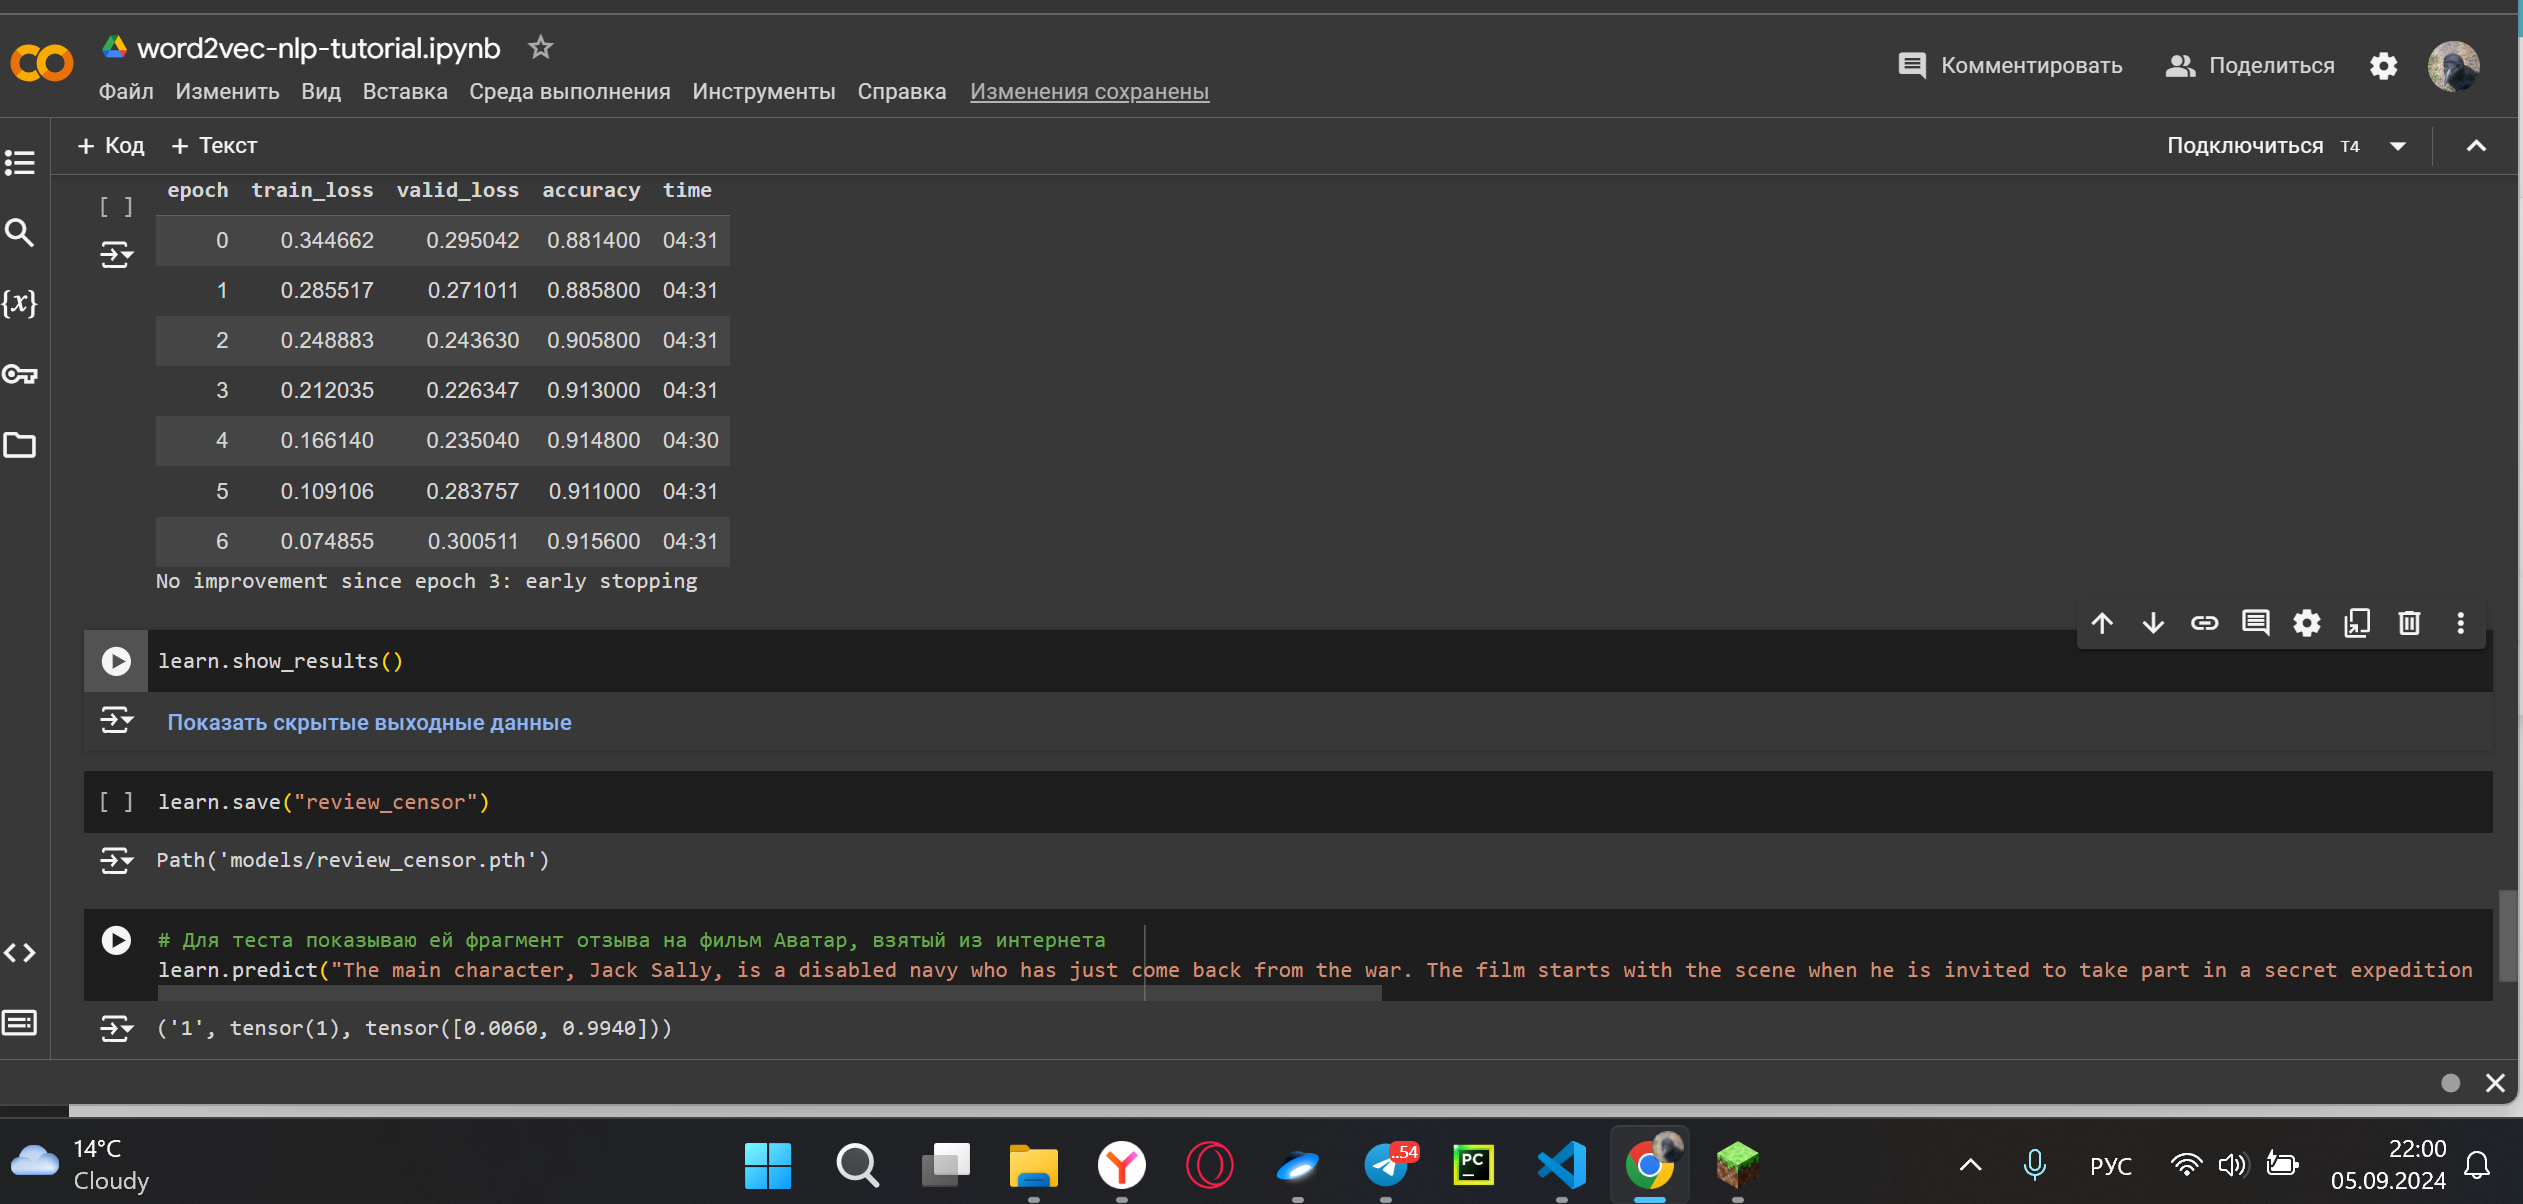 word2vec-nlp-tutorial.ipynb
Комментировать
Поделиться
Файл Изменить Вид Вставка Среда выполнения Инструменты Справка Изменения сохранены
+ Код + Текст
Подключиться T4
epoch train_loss valid_loss accuracy time
[ ]
0 0.344662 0.295042 0.881400 04:31
1 0.285517 0.271011 0.885800 04:31
2 0.248883 0.243630 0.905800 04:31
3 0.212035 0.226347 0.913000 04:31
4 0.166140 0.235040 0.914800 04:30
5 0.109106 0.283757 0.911000 04:31
6 0.074855 0.300511 0.915600 04:31
No improvement since epoch 3: early stopping
learn.show_results()
Показать скрытые выходные данные
[ ] learn.save("review_censor")
Path('models/review_censor.pth')
# Для теста показываю ей фрагмент отзыва на фильм Аватар, взятый из интернета
learn.predict("The main character, Jack Sally, is a disabled navy who has just come back from the war. The film starts with the scene when he is invited to take part in a secret expedition
('1', tensor(1), tensor([0.0060, 0.9940]))
14°C
Cloudy
..54
PC
РУС
22:00
05.09.2024